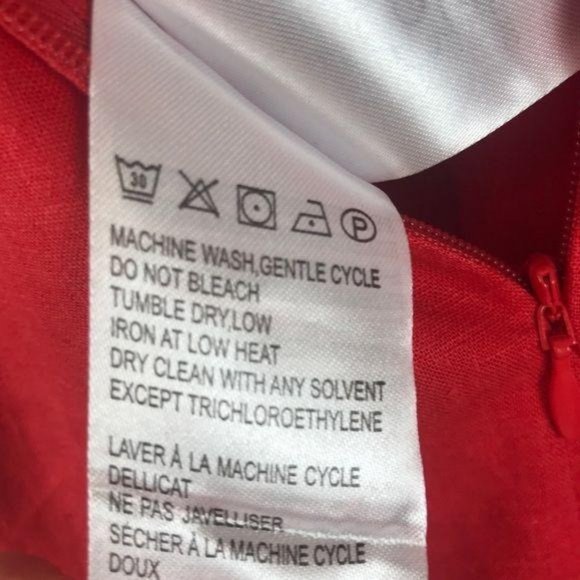 30
P
MACHINE WASH,GENTLE CYCLE
DO NOT BLEACH
TUMBLE DRY,LOW
IRON AT LOW HEAT
DRY CLEAN WITH ANY SOLVENT
EXCEPT TRICHLOROETHYLENE
LAVER À LA MACHINE CYCLE
DELLICAT
NE PAS JAVELLISER
SÉCHER À LA MACHINE CYCLE
DOUX